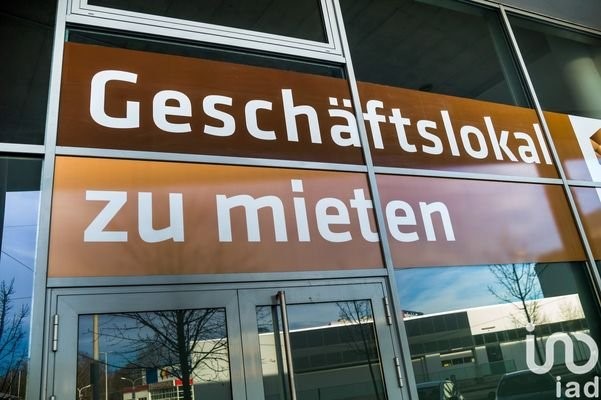 Geschäftslokal
zu mieten
iad